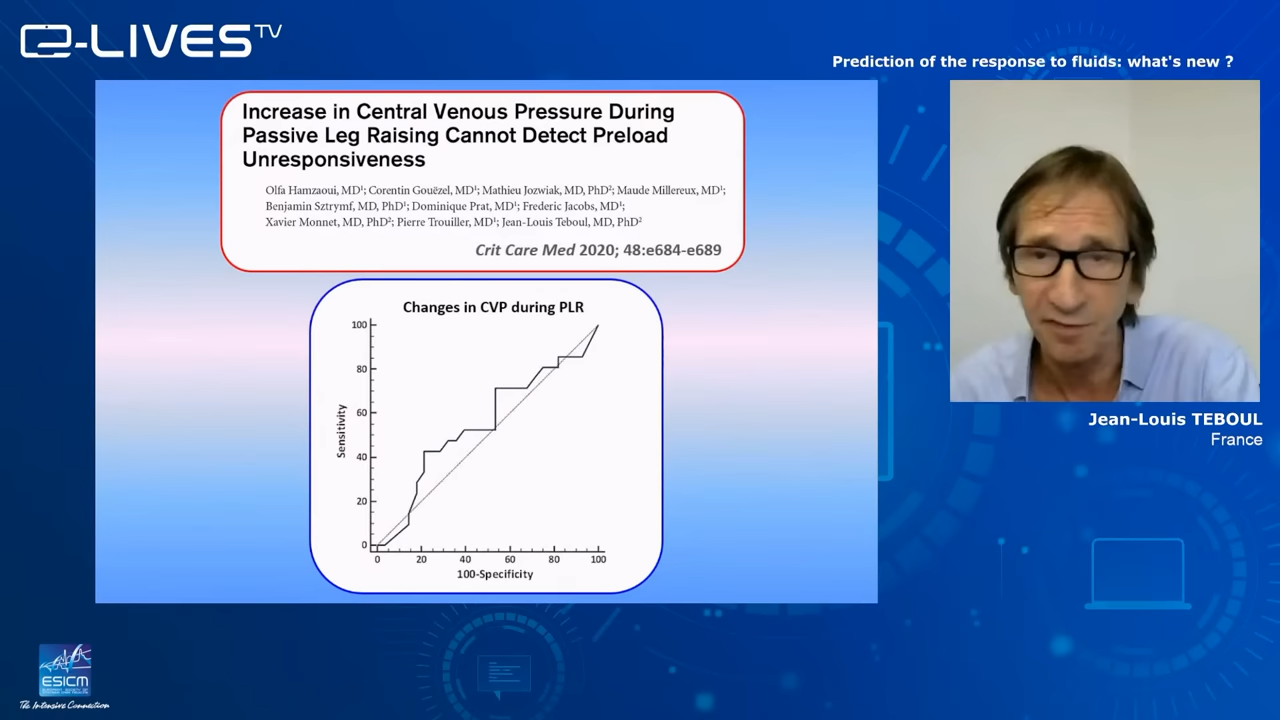 e-LIVES TV
Prediction of the response to fluids: what's new ?
Increase in Central Venous Pressure During
Passive Leg Raising Cannot Detect Preload
Unresponsiveness
Olfa Hamzaoui, MD¹; Corentin Gouëzel, MD¹; Mathieu Jozwiak, MD, PhD²; Maude Millereux, MD¹;
Benjamin Sztrymf, MD, PhD¹; Dominique Prat, MD¹; Frederic Jacobs, MD¹;
Xavier Monnet, MD, PhD²; Pierre Trouiller, MD¹; Jean-Louis Teboul, MD, PhD²
Crit Care Med 2020; 48:e684-e689
Changes in CVP during PLR
100
80
60
40
20
0
Sensitivity
0 20 40 60 80 100
100-Specificity
Jean-Louis TEBOUL
France
ESICM
The Intensive Connection